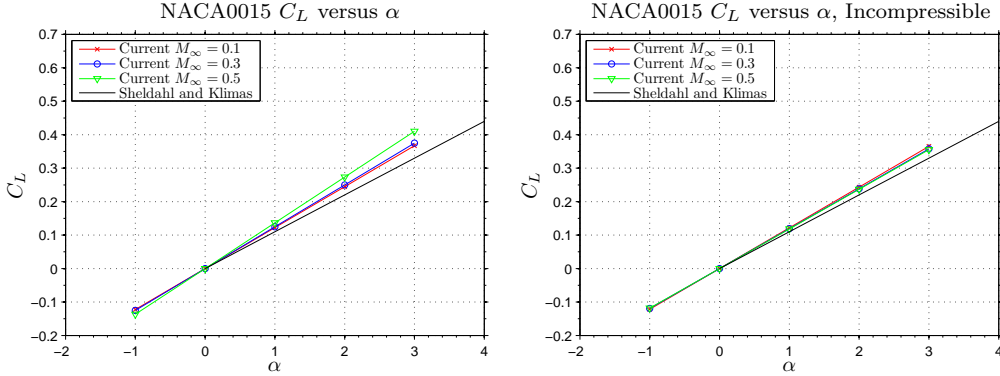 NACA0015 C_L versus α
0.7
0.6
0.5
0.4
0.3
0.2
0.1
0
−0.1
−0.2
C_L
Current M_∞ = 0.1
Current M_∞ = 0.3
Current M_∞ = 0.5
Sheldahl and Klimas
−2 −1 0 1 2 3 4
α
NACA0015 C_L versus α, Incompressible
0.7
0.6
0.5
0.4
0.3
0.2
0.1
0
−0.1
−0.2
C_L
Current M_∞ = 0.1
Current M_∞ = 0.3
Current M_∞ = 0.5
Sheldahl and Klimas
−2 −1 0 1 2 3 4
α